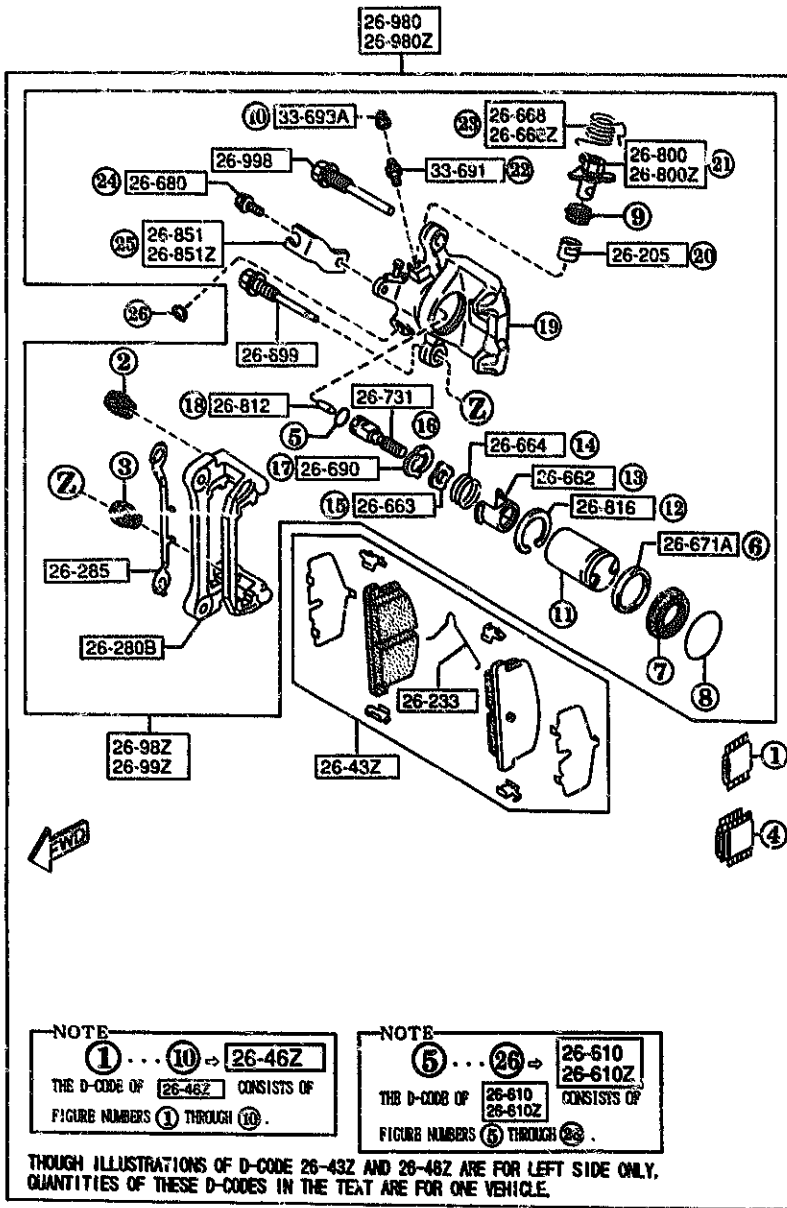 26-980
26-980Z
⑩ 33-693A
㉓ 26-668
26-668Z
26-998
33-691 ㉒
26-800 ㉑
26-800Z
㉔ 26-680
⑨
㉕ 26-851
26-851Z
26-205 ⑳
㉖
⑲
26-899
②
26-731
⑱ 26-812
⑯
Z
⑤
26-664 ⑭
③
Z
⑰ 26-690
26-662 ⑬
⑮ 26-663
26-816 ⑫
26-671A ⑥
26-285
⑪
26-280B
⑦
⑧
26-233
26-98Z
26-99Z
26-43Z
①
④
FWD
NOTE
① ··· ⑩ ⇨ 26-46Z
THE D-CODE OF 26-46Z CONSISTS OF
FIGURE NUMBERS ① THROUGH ⑩.
NOTE
⑤ ··· ㉖ ⇨ 26-610
26-610Z
THE D-CODE OF 26-610
26-610Z CONSISTS OF
FIGURE NUMBERS ⑤ THROUGH ㉖.
THOUGH ILLUSTRATIONS OF D-CODE 26-43Z AND 26-46Z ARE FOR LEFT SIDE ONLY,
QUANTITIES OF THESE D-CODES IN THE TEXT ARE FOR ONE VEHICLE.